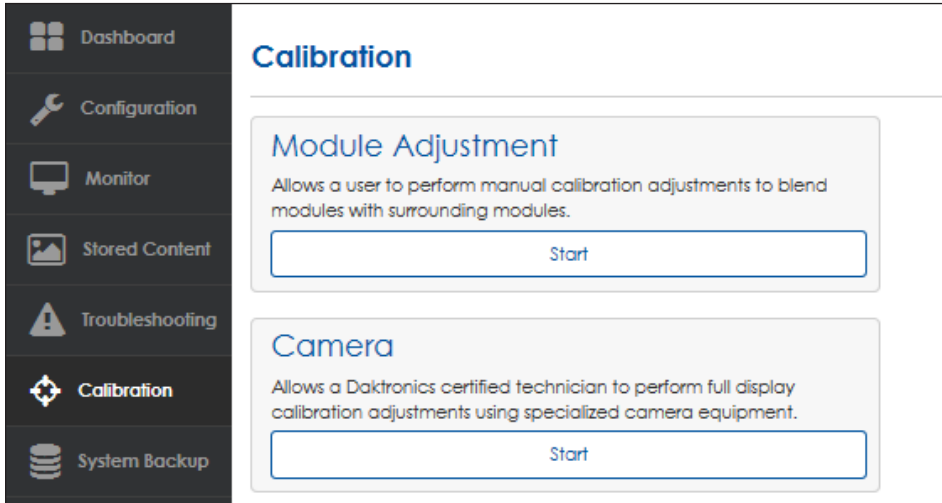 Dashboard
Configuration
Monitor
Stored Content
Troubleshooting
Calibration
System Backup
Calibration
Module Adjustment
Allows a user to perform manual calibration adjustments to blend
modules with surrounding modules.
Start
Camera
Allows a Daktronics certified technician to perform full display
calibration adjustments using specialized camera equipment.
Start